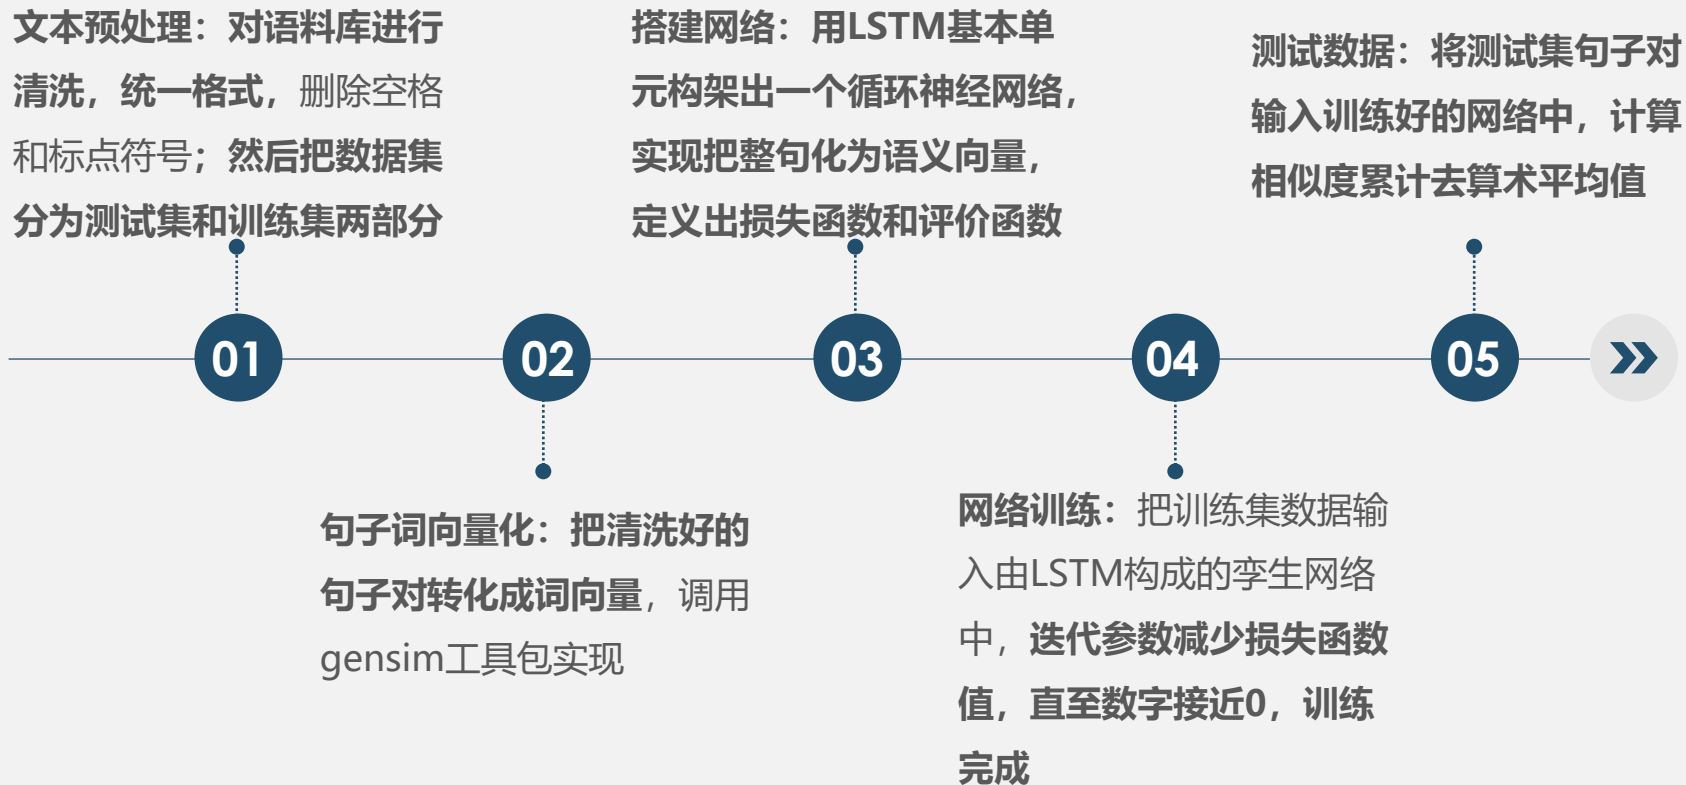 文本预处理：对语料库进行
清洗，统一格式，删除空格
和标点符号；然后把数据集
分为测试集和训练集两部分
搭建网络：用LSTM基本单
元构架出一个循环神经网络，
实现把整句化为语义向量，
定义出损失函数和评价函数
测试数据：将测试集句子对
输入训练好的网络中，计算
相似度累计去算术平均值
01
02
03
04
05
句子词向量化：把清洗好的
句子对转化成词向量，调用
gensim工具包实现
网络训练：把训练集数据输
入由LSTM构成的孪生网络
中，迭代参数减少损失函数
值，直至数字接近0，训练
完成